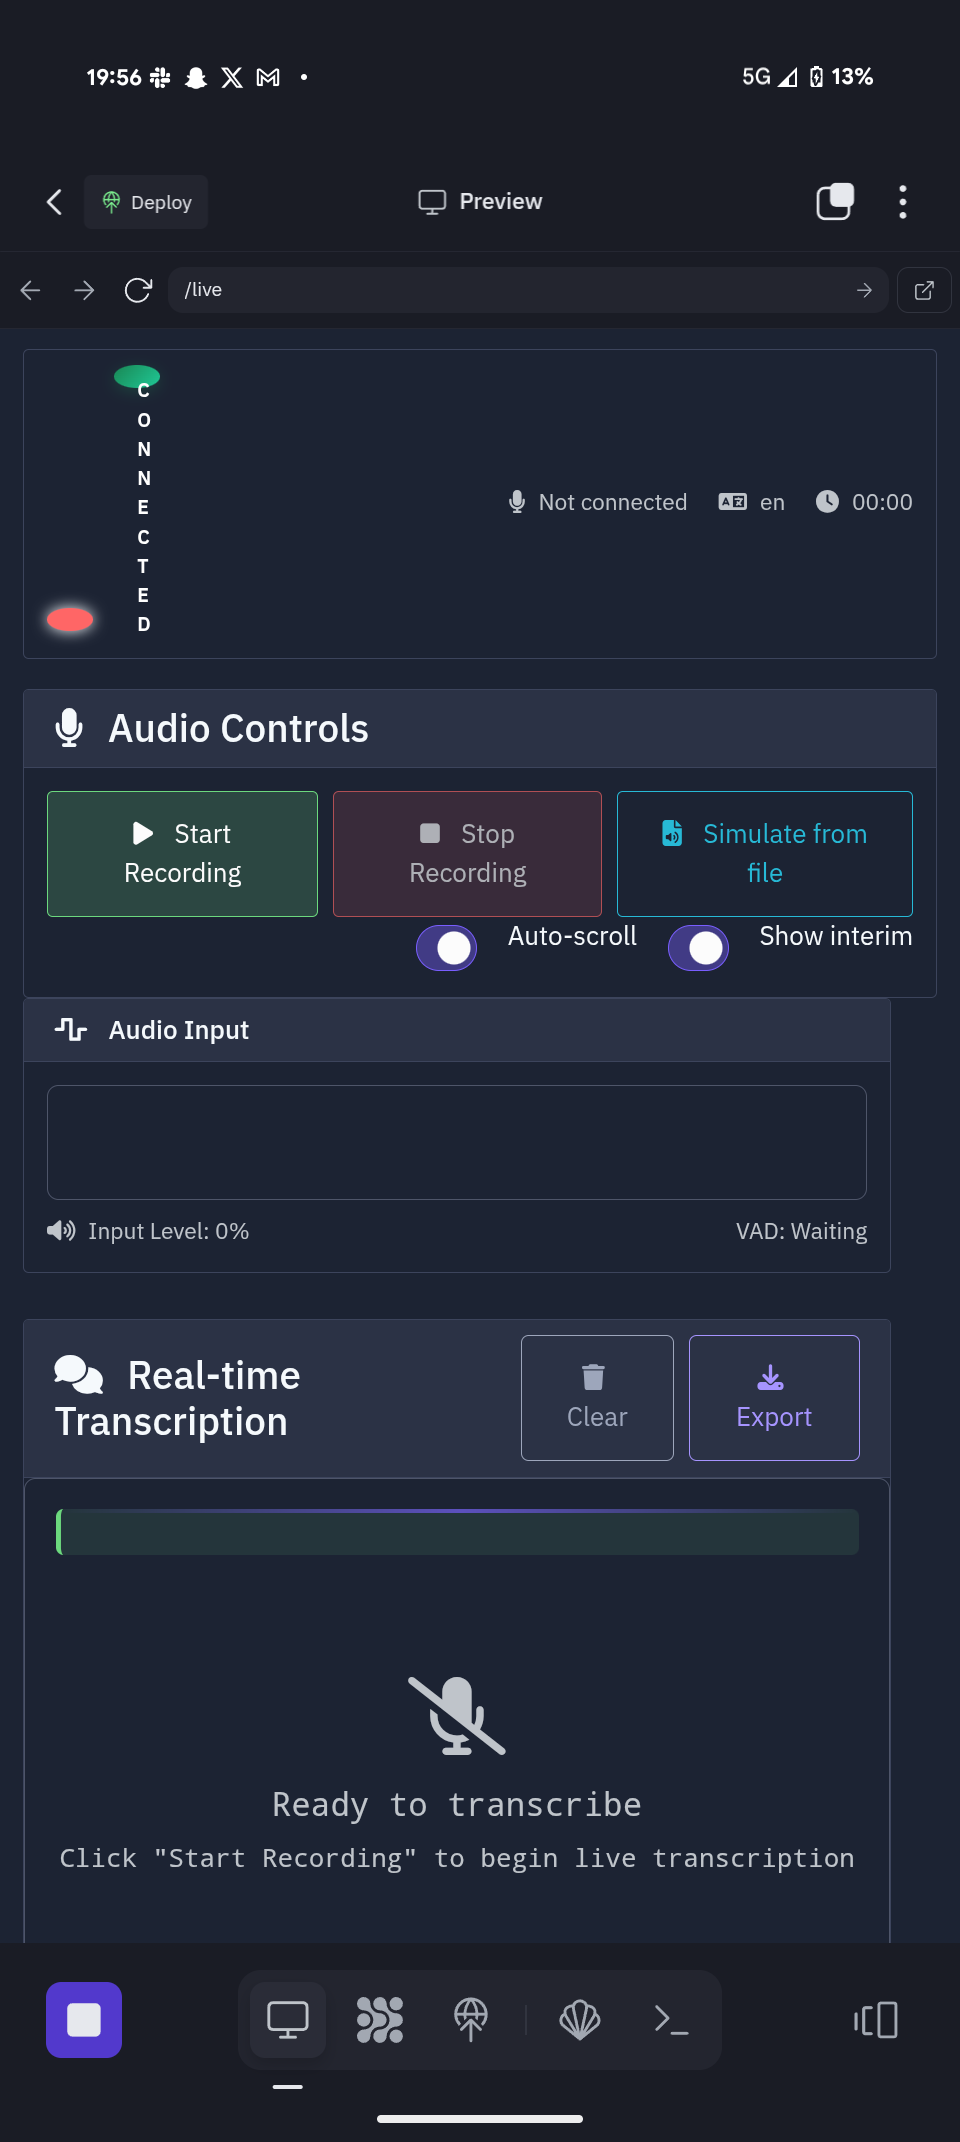 19:56
5G 13%
Deploy
Preview
/live
CONNECTED
Not connected
en
00:00
Audio Controls
Start
Recording
Stop
Recording
Simulate from
file
Auto-scroll
Show interim
Audio Input
Input Level: 0%
VAD: Waiting
Real-time
Transcription
Clear
Export
Ready to transcribe
Click "Start Recording" to begin live transcription